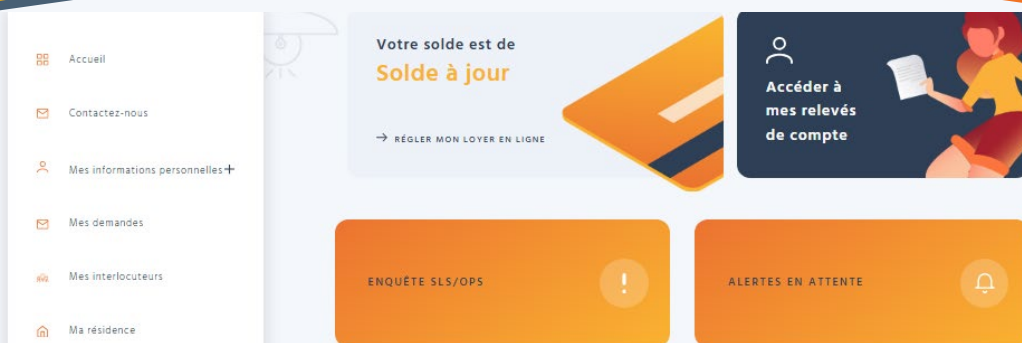 Accueil
Contactez-nous
Mes informations personnelles+
Mes demandes
Mes interlocuteurs
Ma résidence
Votre solde est de
Solde à jour
→ RÉGLER MON LOYER EN LIGNE
Accéder à
mes relevés
de compte
ENQUÊTE SLS/OPS
!
ALERTES EN ATTENTE